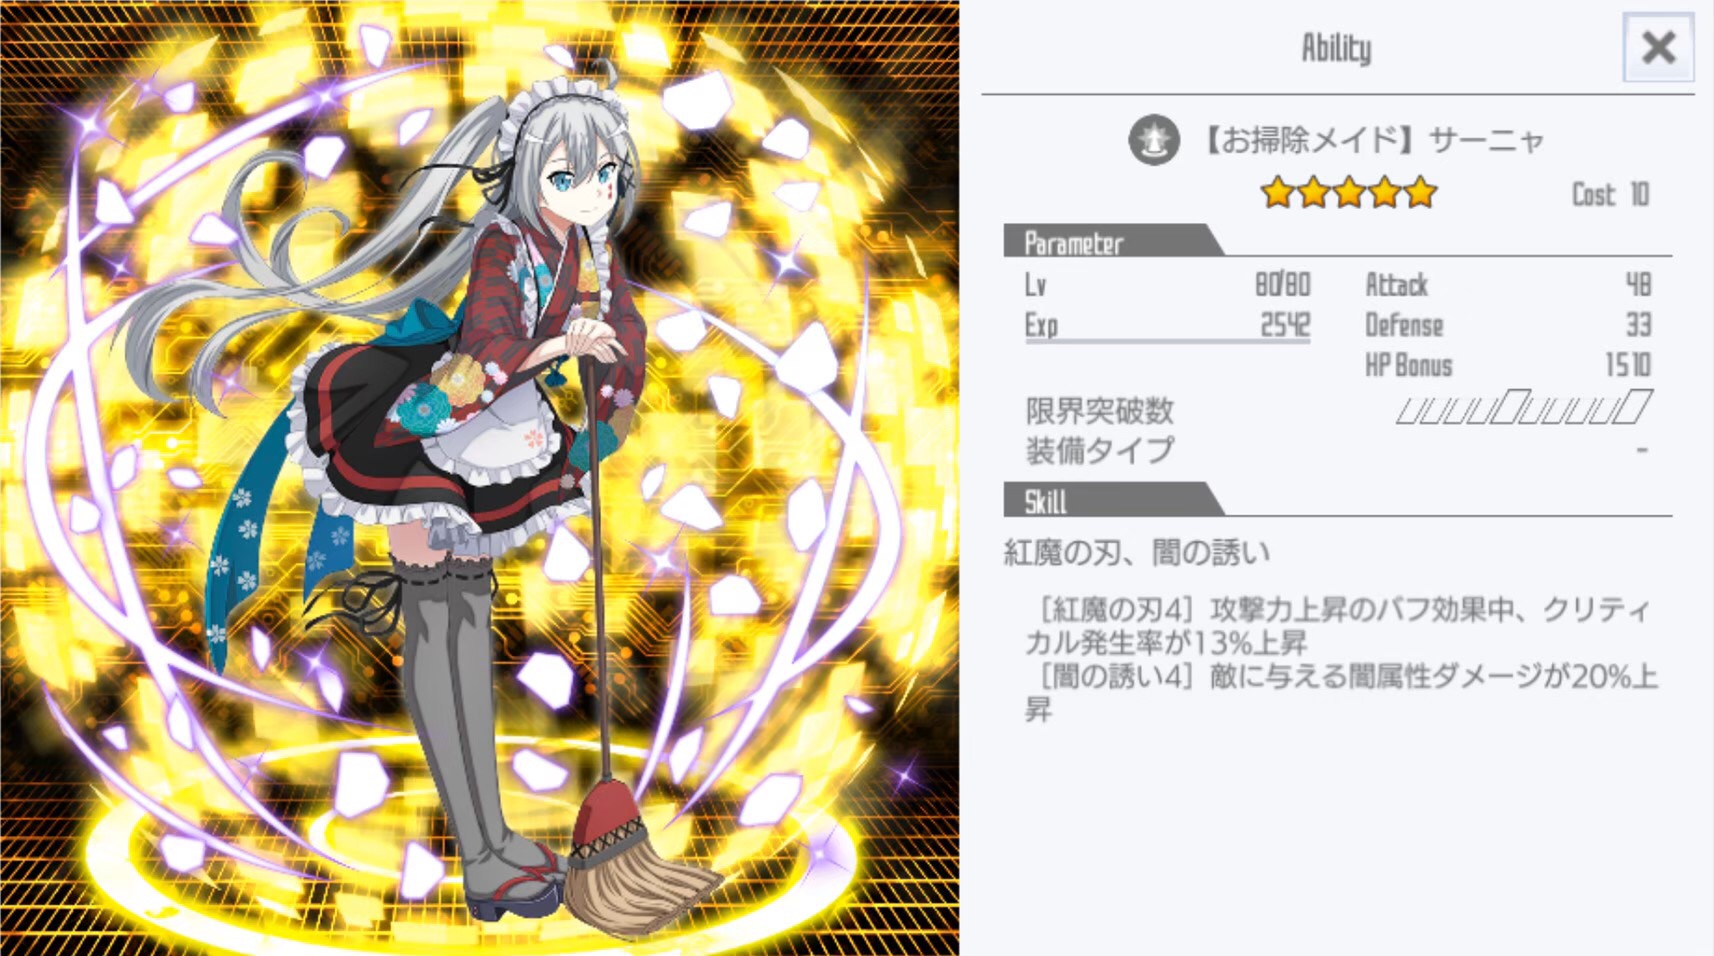 Ability
【お掃除メイド】サーニャ
Cost 10
Parameter
Lv 80/80 Attack 48
Exp 2542 Defense 33
HP Bonus 1510
限界突破数
装備タイプ -
Skill
紅魔の刃、闇の誘い
［紅魔の刃4］攻撃力上昇のバフ効果中、クリティ
カル発生率が13%上昇
［闇の誘い4］敵に与える闇属性ダメージが20%上
昇